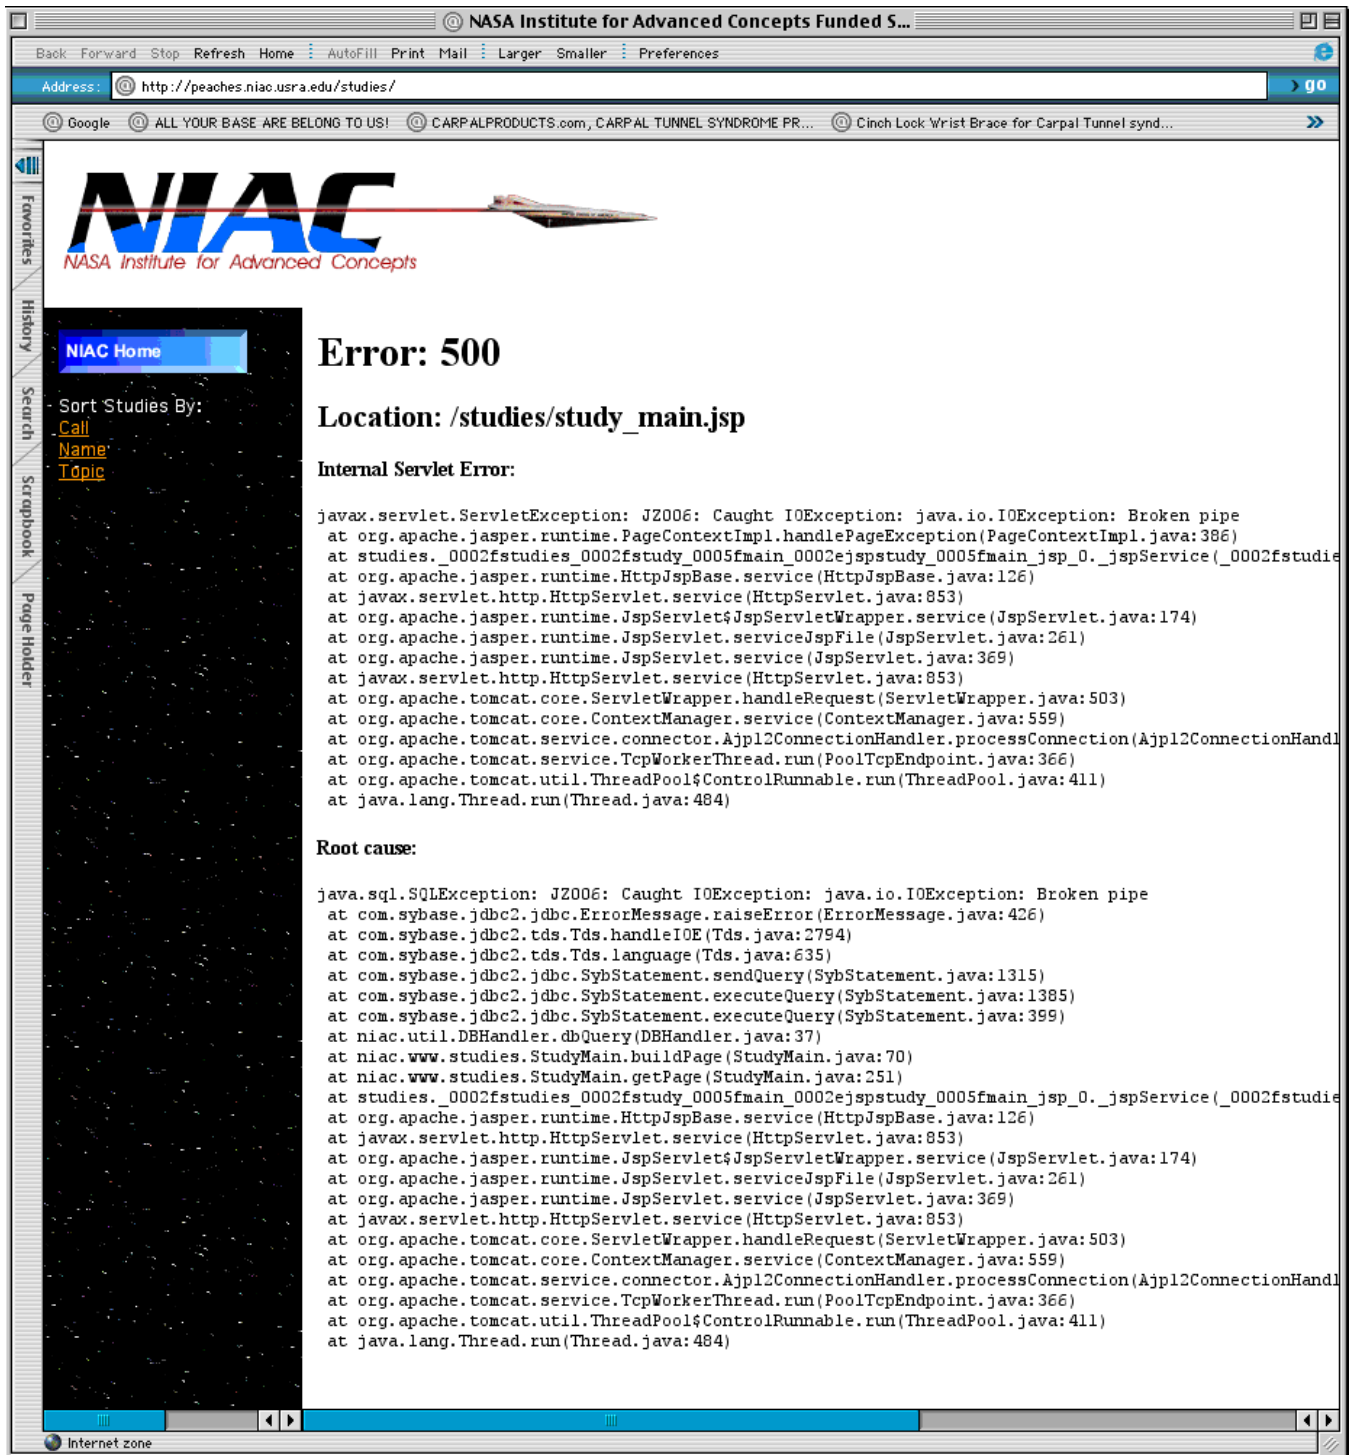 NASA Institute for Advanced Concepts Funded S...
Back Forward Stop Refresh Home AutoFill Print Mail Larger Smaller Preferences
Address: http://peaches.niac.usra.edu/studies/ go
Google ALL YOUR BASE ARE BELONG TO US! CARPALPRODUCTS.com, CARPAL TUNNEL SYNDROME PR... Cinch Lock Wrist Brace for Carpal Tunnel synd...
Favorites
History
Search
Scrapbook
Page Holder
NIAC
NASA Institute for Advanced Concepts
NIAC Home
Sort Studies By:
Call
Name
Topic
Error: 500
Location: /studies/study_main.jsp
Internal Servlet Error:
javax.servlet.ServletException: JZ006: Caught IOException: java.io.IOException: Broken pipe
at org.apache.jasper.runtime.PageContextImpl.handlePageException(PageContextImpl.java:386)
at studies._0002fstudies_0002fstudy_0005fmain_0002ejspstudy_0005fmain_jsp_0._jspService(_0002fstudie
at org.apache.jasper.runtime.HttpJspBase.service(HttpJspBase.java:126)
at javax.servlet.http.HttpServlet.service(HttpServlet.java:853)
at org.apache.jasper.runtime.JspServlet$JspServletWrapper.service(JspServlet.java:174)
at org.apache.jasper.runtime.JspServlet.serviceJspFile(JspServlet.java:261)
at org.apache.jasper.runtime.JspServlet.service(JspServlet.java:369)
at javax.servlet.http.HttpServlet.service(HttpServlet.java:853)
at org.apache.tomcat.core.ServletWrapper.handleRequest(ServletWrapper.java:503)
at org.apache.tomcat.core.ContextManager.service(ContextManager.java:559)
at org.apache.tomcat.service.connector.Ajp12ConnectionHandler.processConnection(Ajp12ConnectionHandl
at org.apache.tomcat.service.TcpWorkerThread.run(PoolTcpEndpoint.java:366)
at org.apache.tomcat.util.ThreadPool$ControlRunnable.run(ThreadPool.java:411)
at java.lang.Thread.run(Thread.java:484)
Root cause:
java.sql.SQLException: JZ006: Caught IOException: java.io.IOException: Broken pipe
at com.sybase.jdbc2.jdbc.ErrorMessage.raiseError(ErrorMessage.java:426)
at com.sybase.jdbc2.tds.Tds.handleIOE(Tds.java:2794)
at com.sybase.jdbc2.tds.Tds.language(Tds.java:635)
at com.sybase.jdbc2.jdbc.SybStatement.sendQuery(SybStatement.java:1315)
at com.sybase.jdbc2.jdbc.SybStatement.executeQuery(SybStatement.java:1385)
at com.sybase.jdbc2.jdbc.SybStatement.executeQuery(SybStatement.java:399)
at niac.util.DBHandler.dbQuery(DBHandler.java:37)
at niac.www.studies.StudyMain.buildPage(StudyMain.java:70)
at niac.www.studies.StudyMain.getPage(StudyMain.java:251)
at studies._0002fstudies_0002fstudy_0005fmain_0002ejspstudy_0005fmain_jsp_0._jspService(_0002fstudie
at org.apache.jasper.runtime.HttpJspBase.service(HttpJspBase.java:126)
at javax.servlet.http.HttpServlet.service(HttpServlet.java:853)
at org.apache.jasper.runtime.JspServlet$JspServletWrapper.service(JspServlet.java:174)
at org.apache.jasper.runtime.JspServlet.serviceJspFile(JspServlet.java:261)
at org.apache.jasper.runtime.JspServlet.service(JspServlet.java:369)
at javax.servlet.http.HttpServlet.service(HttpServlet.java:853)
at org.apache.tomcat.core.ServletWrapper.handleRequest(ServletWrapper.java:503)
at org.apache.tomcat.core.ContextManager.service(ContextManager.java:559)
at org.apache.tomcat.service.connector.Ajp12ConnectionHandler.processConnection(Ajp12ConnectionHandl
at org.apache.tomcat.service.TcpWorkerThread.run(PoolTcpEndpoint.java:366)
at org.apache.tomcat.util.ThreadPool$ControlRunnable.run(ThreadPool.java:411)
at java.lang.Thread.run(Thread.java:484)
Internet zone